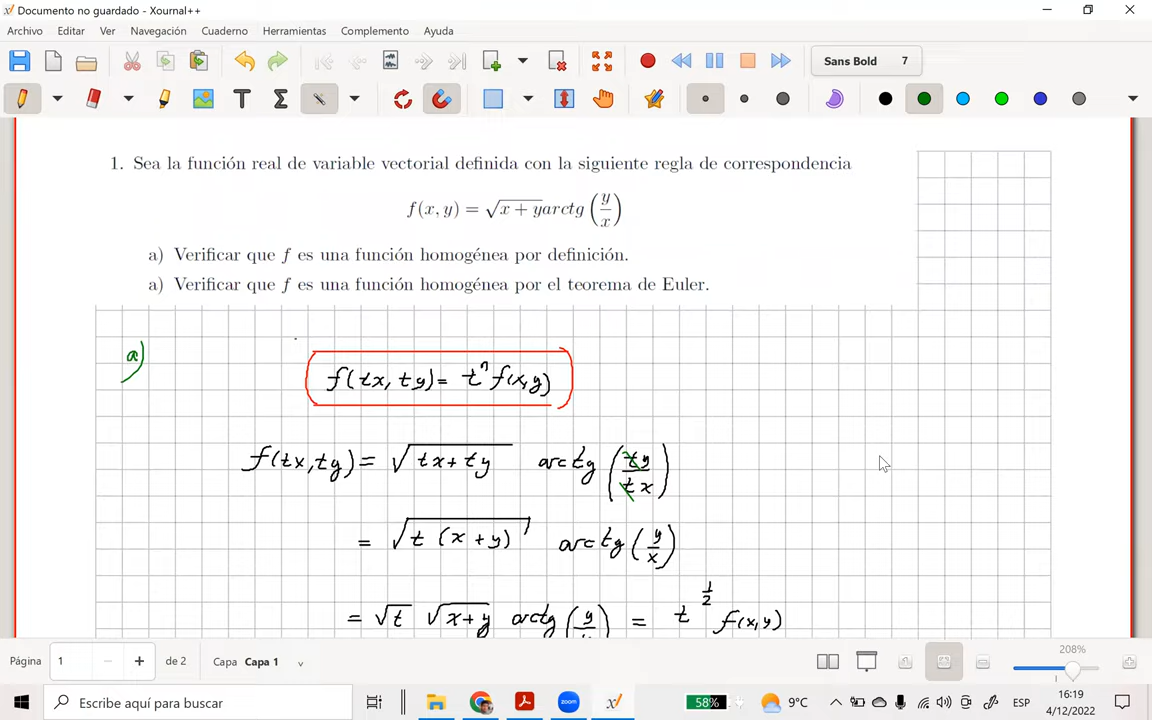 Documento no guardado - Xournal++
Archivo Editar Ver Navegación Cuaderno Herramientas Complemento Ayuda
Sans Bold 7
1. Sea la función real de variable vectorial definida con la siguiente regla de correspondencia
f(x, y) = √(x + y)arctg (y/x)
a) Verificar que f es una función homogénea por definición.
a) Verificar que f es una función homogénea por el teorema de Euler.
a)
f(tx, ty) = t^n f(x,y)
f(tx,ty) = √(tx + ty) arctg (ty/tx)
= √(t (x + y)) arctg (y/x)
= √t √(x+y) arctg (y/ = t^(1/2) f(x,y)
Página 1 de 2 Capa Capa 1 208%
Escribe aquí para buscar zoom 58% 9°C ESP 16:19
4/12/2022